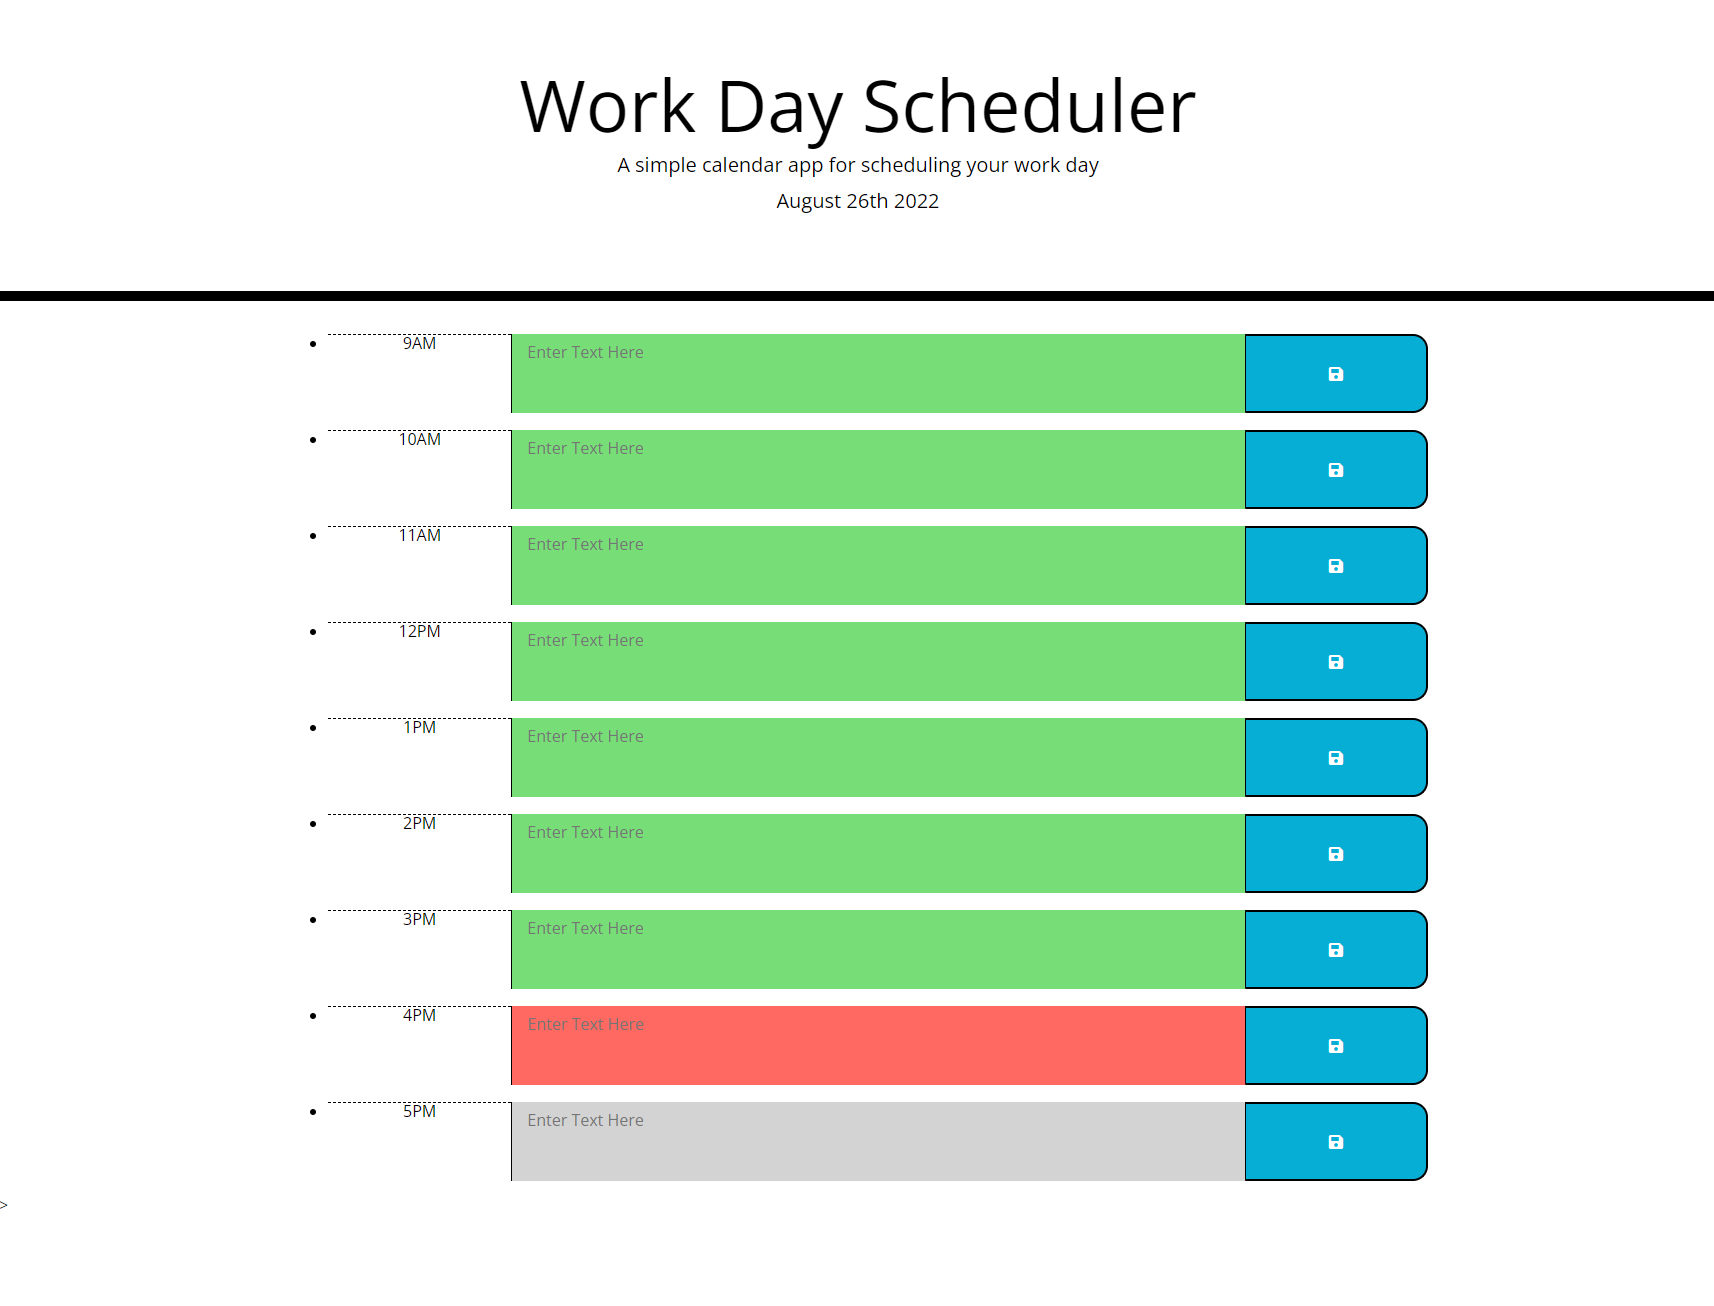 Work Day Scheduler
A simple calendar app for scheduling your work day
August 26th 2022
9AM
Enter Text Here
10AM
Enter Text Here
11AM
Enter Text Here
12PM
Enter Text Here
1PM
Enter Text Here
2PM
Enter Text Here
3PM
Enter Text Here
4PM
Enter Text Here
5PM
Enter Text Here
>